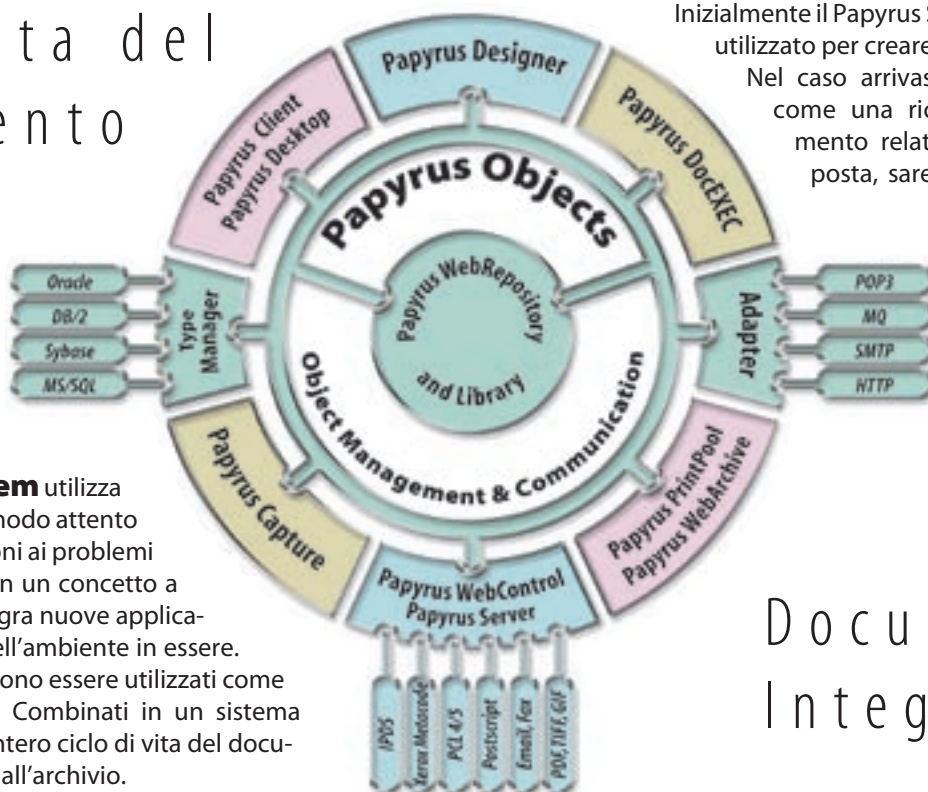 ta del
ento
Inizialmente il Papyrus S
utilizzato per creare
Nel caso arrivas
come una ric
mento relat
posta, sare
Papyrus Designer
Papyrus Client
Papyrus Desktop
Papyrus DocEXEC
Papyrus Objects
Papyrus WebRepository
and Library
Object Management & Communication
Oracle
DB/2
Sybase
MS/SQL
Type
Manager
Adapter
POP3
MQ
SMTP
HTTP
Papyrus Capture
Papyrus PrintPool
Papyrus WebArchive
Papyrus WebControl
Papyrus Server
IPDS
Xerox Metacode
PCL 4/5
Postscript
Email, Fax
PDF, TIFF, GIF
em utilizza
modo attento
oni ai problemi
n un concetto a
gra nuove applica-
ell'ambiente in essere.
ono essere utilizzati come
Combinati in un sistema
ntero ciclo di vita del docu-
all'archivio.
Docu
Integ